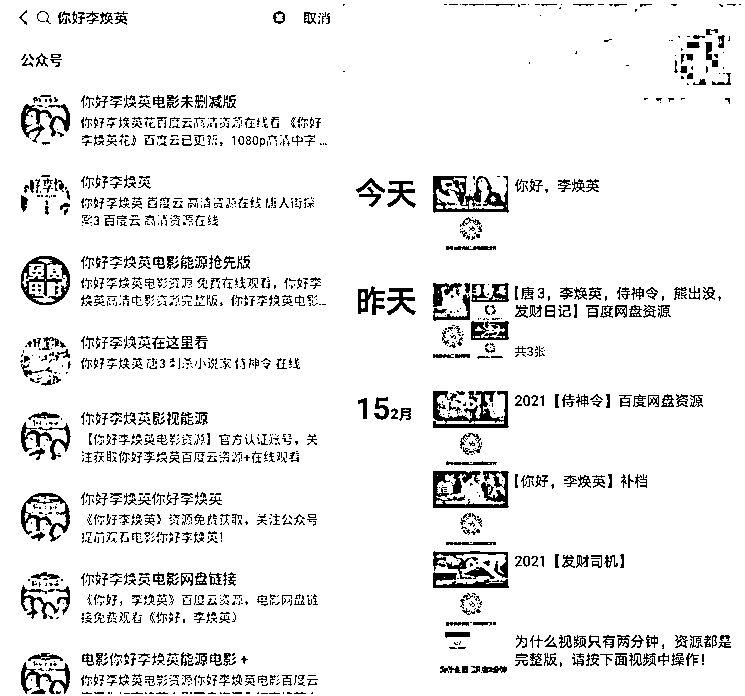 你好李焕英
取消
公众号
你好李焕英电影未删减版
你好李焕英花百度云高清资源在线看《你好
李焕英花》百度云已更新，1080p高清中字...
你好李焕英
你好李焕英 百度云 高清资源在线 唐人街探
案3 百度云 高清资源在线
你好李焕英电影能源抢先版
你好李焕英电影资源 免费在线观看，你好李
焕英高清电影资源完整版，你好李焕英电影...
你好李焕英在这里看
你好李焕英 唐3 刺杀小说家 侍神令 在线
你好李焕英影视能源
【你好李焕英电影资源】官方认证账号，关
注获取你好李焕英百度云资源+在线观看
你好李焕英你好李焕英
《你好李焕英》资源免费获取，关注公众号
提前观看电影你好李焕英！
你好李焕英电影网盘链接
《你好，李焕英》百度云资源，电影网盘链
接免费观看《你好，李焕英》
电影你好李焕英能源电影 +
你好李焕英电影资源你好李焕英电影百度云
今天
你好，李焕英
昨天
【唐 3，李焕英，侍神令，熊出没，
发财日记】百度网盘资源
共3张
15 2月
2021【侍神令】百度网盘资源
【你好，李焕英】补档
2021【发财司机】
为什么视频只有两分钟，资源都是
完整版，请按下面视频中操作！